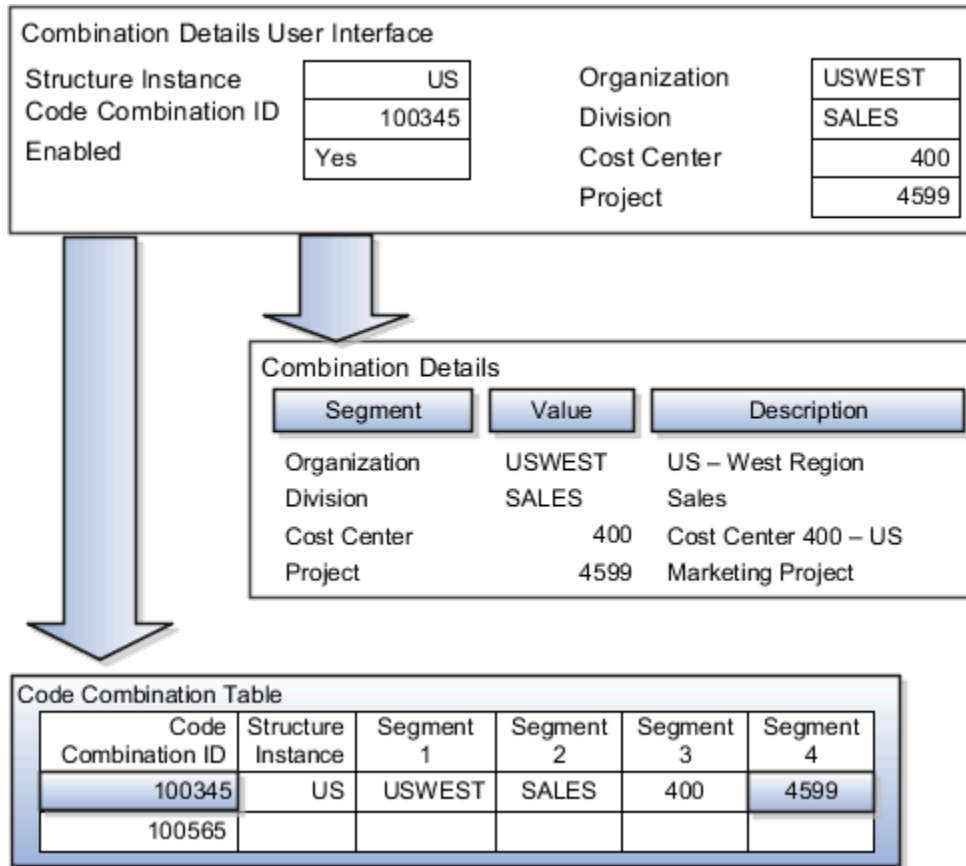 Combination Details User Interface
Structure Instance US Organization USWEST
Code Combination ID 100345 Division SALES
Enabled Yes Cost Center 400
Project 4599
Combination Details
Segment Value Description
Organization USWEST US – West Region
Division SALES Sales
Cost Center 400 Cost Center 400 – US
Project 4599 Marketing Project
Code Combination Table
Code Structure Segment Segment Segment Segment
Combination ID Instance 1 2 3 4
100345 US USWEST SALES 400 4599
100565